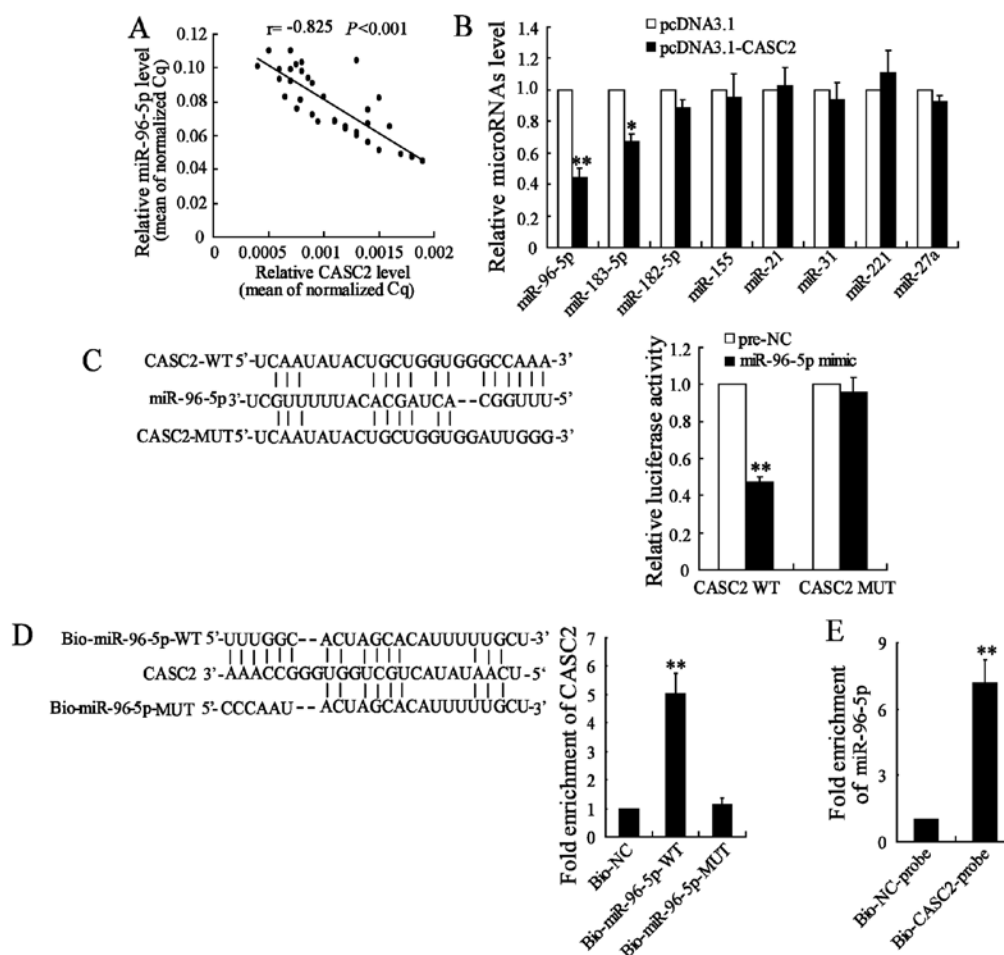 A
r= -0.825 P<0.001
Relative miR-96-5p level
(mean of normalized Cq)
0.12
0.10
0.08
0.06
0.04
0.02
0
0 0.0005 0.001 0.0015 0.002
Relative CASC2 level
(mean of normalized Cq)
B
pcDNA3.1
pcDNA3.1-CASC2
Relative microRNAs level
1.4
1.2
1.0
0.8
0.6
0.4
0.2
0
** *
miR-96-5p miR-183-5-p miR-182-5p miR-155 miR-21 miR-31 miR-221 miR-27a
C
CASC2-WT 5’-UCAAUAUACUGCUGGUGGGCCAAA-3’
miR-96-5p 3'-UCGUUUUUACACGAUCA--CGGUUU-5’
CASC2-MUT5’-UCAAUAUACUGCUGGUGGAUUGGG-3’
pre-NC
miR-96-5p mimic
Relative luciferase activity
1.2
1.0
0.8
0.6
0.4
0.2
0
**
CASC2 WT CASC2 MUT
D
Bio-miR-96-5p-WT 5’-UUUGGC--ACUAGCACAUUUUUGCU-3’
CASC2 3’-AAACCGGGUGGUCGUCAUAUAACU-5‘
Bio-miR-96-5p-MUT 5’-CCCAAU--ACUAGCACAUUUUUGCU-3’
Fold enrichment of CASC2
7
6
5
4
3
2
1
0
**
Bio-NC Bio-miR-96-5p-WT Bio-miR-96-5p-MUT
E
Fold enrichment
of miR-96-5p
9
6
3
0
**
Bio-NC-probe Bio-CASC2-probe